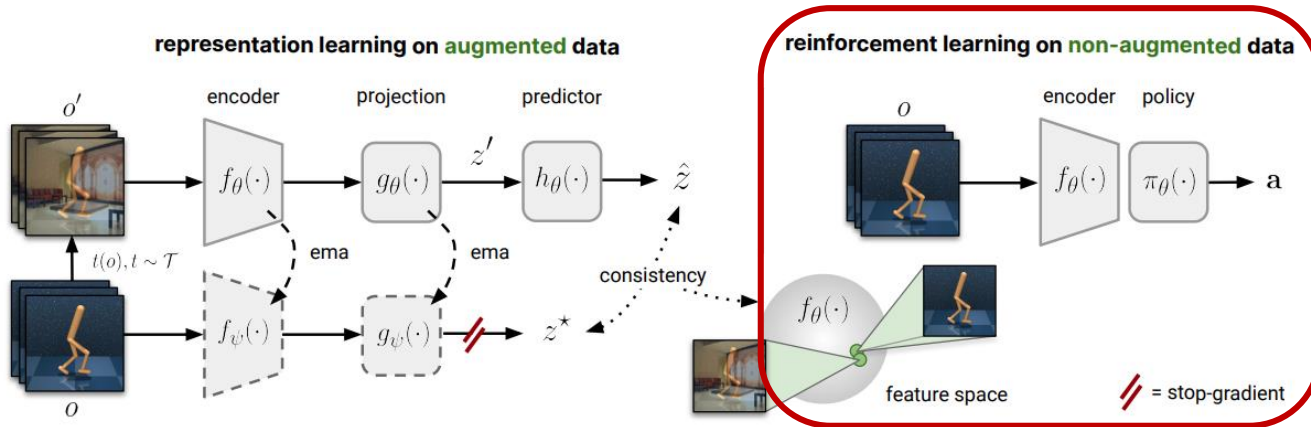 representation learning on augmented data
reinforcement learning on non-augmented data
o′
encoder
projection
predictor
f_θ(·)
g_θ(·)
z′
h_θ(·)
ẑ
t(o), t ∼ 𝒯
ema
ema
consistency
f_ψ(·)
g_ψ(·)
z*
o
o
encoder
policy
f_θ(·)
π_θ(·)
a
f_θ(·)
feature space
= stop-gradient